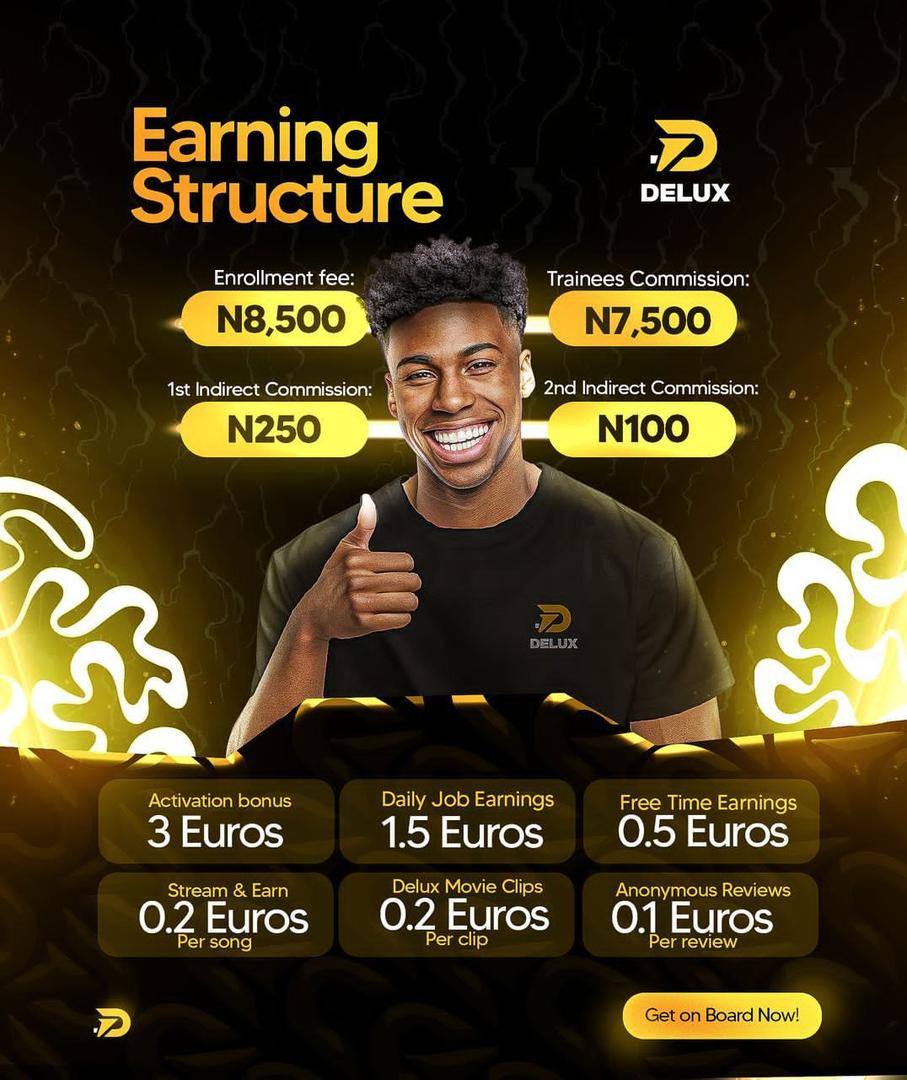 Earning
Structure
DELUX
Enrollment fee:
N8,500
Trainees Commission:
N7,500
1st Indirect Commission:
N250
2nd Indirect Commission:
N100
DELUX
Activation bonus
3 Euros
Daily Job Earnings
1.5 Euros
Free Time Earnings
0.5 Euros
Stream & Earn
0.2 Euros
Per song
Delux Movie Clips
0.2 Euros
Per clip
Anonymous Reviews
0.1 Euros
Per review
Get on Board Now!